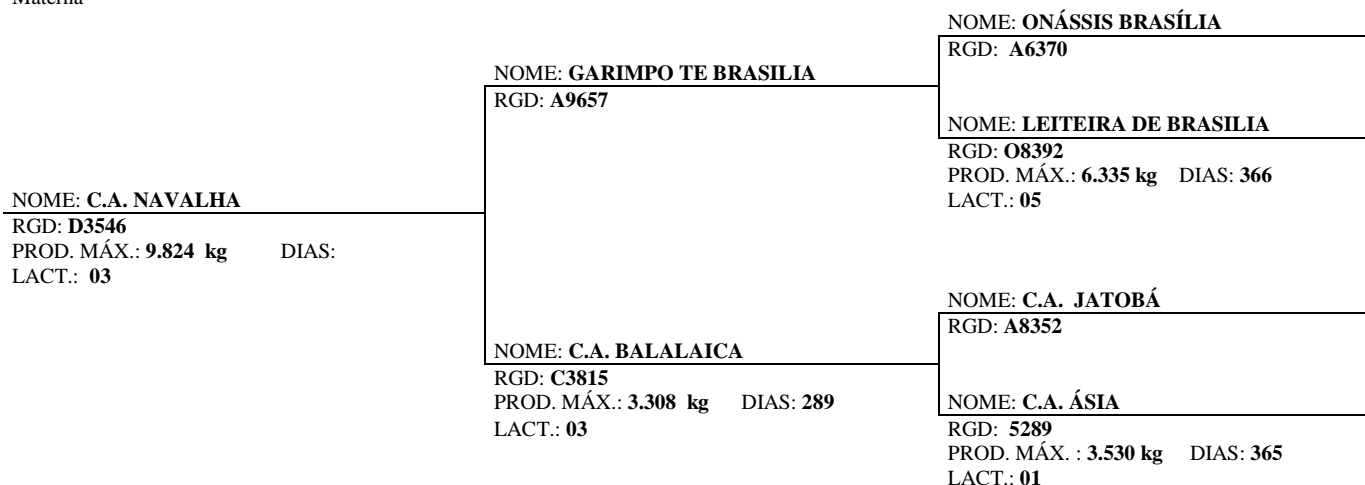 Materna
NOME: ONÁSSIS BRASÍLIA
RGD: A6370
NOME: GARIMPO TE BRASILIA
RGD: A9657
NOME: LEITEIRA DE BRASILIA
RGD: O8392
PROD. MÁX.: 6.335 kg DIAS: 366
LACT.: 05
NOME: C.A. NAVALHA
RGD: D3546
PROD. MÁX.: 9.824 kg DIAS:
LACT.: 03
NOME: C.A. JATOBÁ
RGD: A8352
NOME: C.A. BALALAICA
RGD: C3815
PROD. MÁX.: 3.308 kg DIAS: 289
LACT.: 03
NOME: C.A. ÁSIA
RGD: 5289
PROD. MÁX. : 3.530 kg DIAS: 365
LACT.: 01